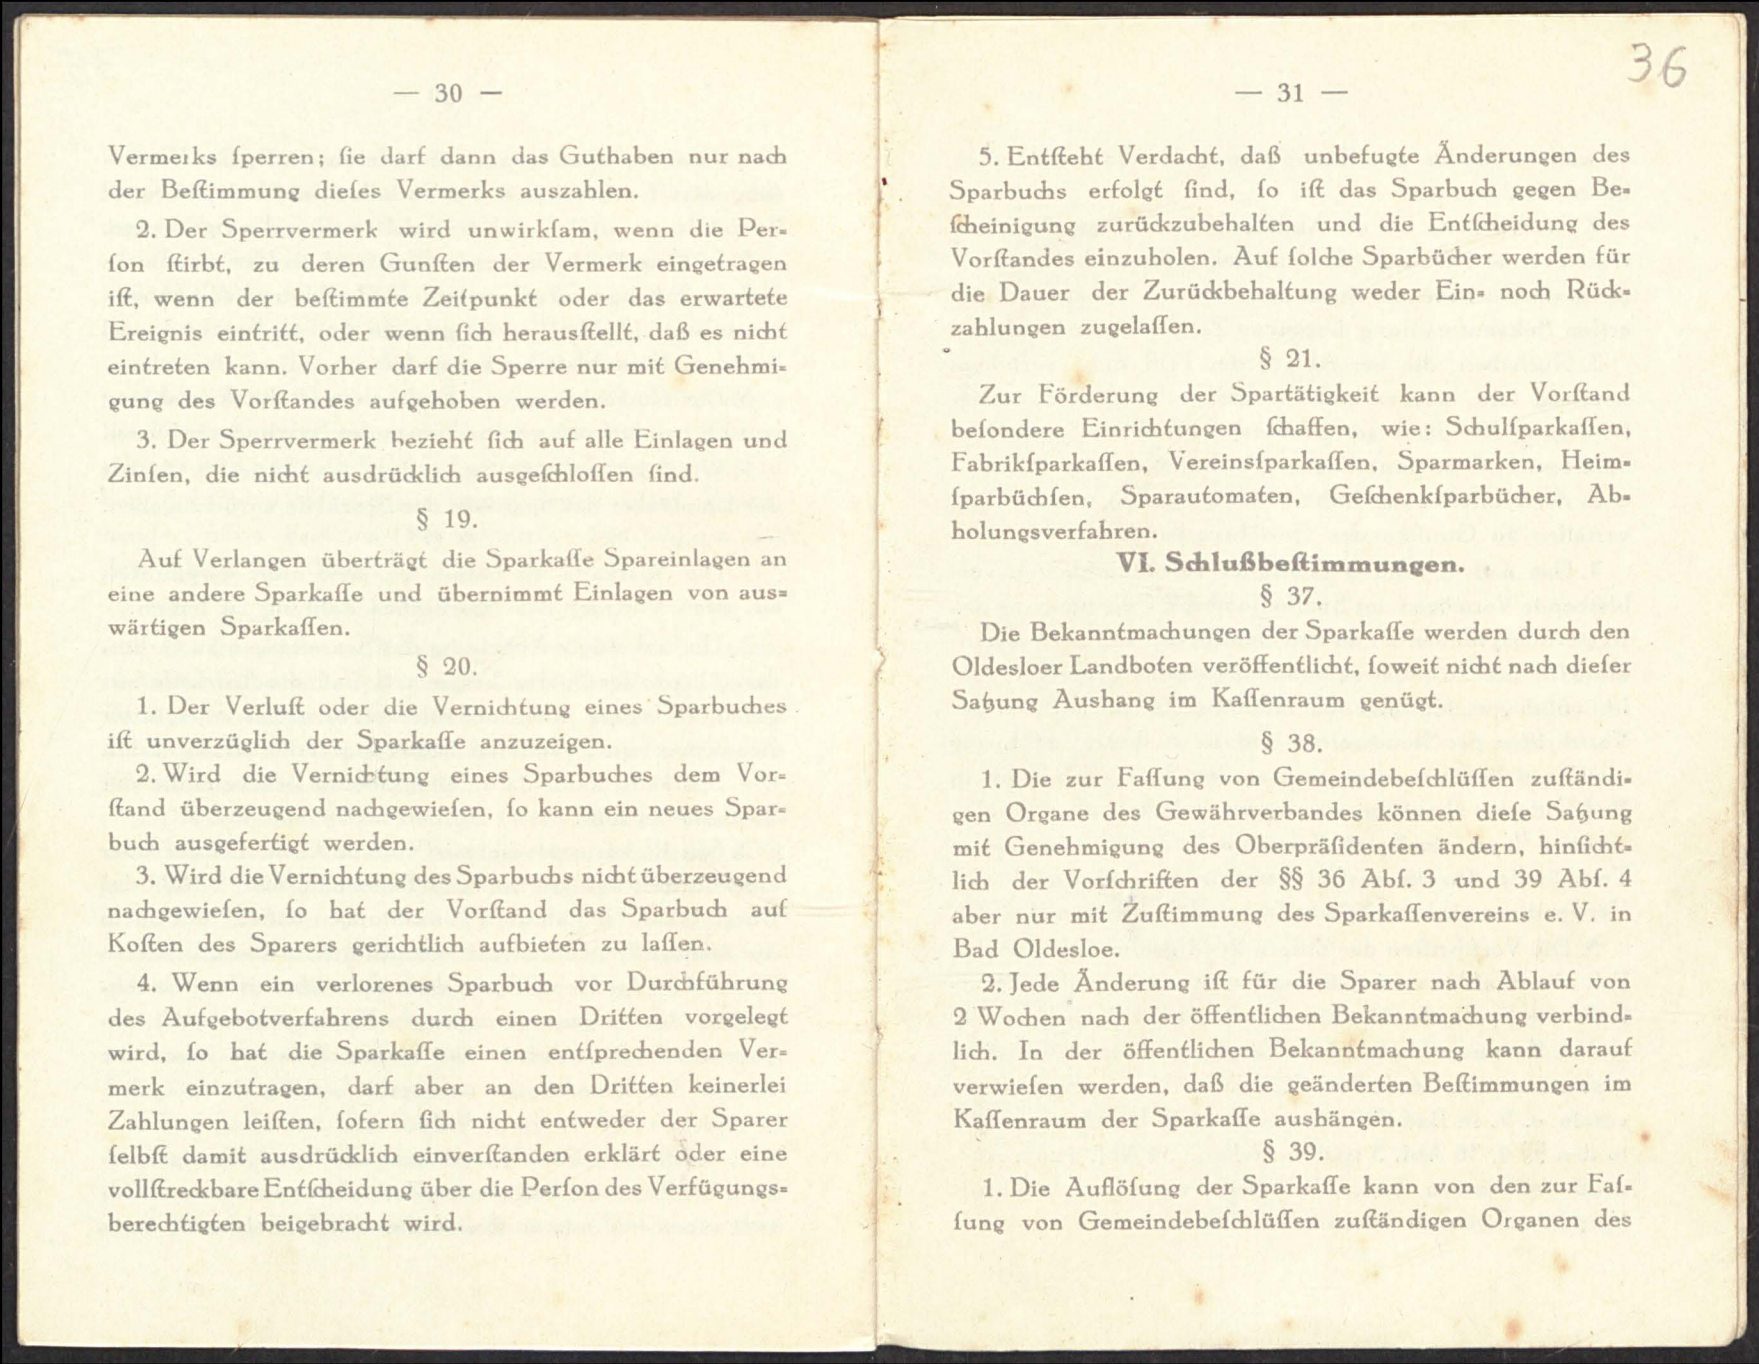 — 30 —
Vermerks ſperren; ſie darf dann das Guthaben nur nach
der Beſtimmung dieſes Vermerks auszahlen.
2. Der Sperrvermerk wird unwirkſam, wenn die Per-
ſon ſtirbt, zu deren Gunſten der Vermerk eingetragen
iſt, wenn der beſtimmte Zeitpunkt oder das erwartete
Ereignis eintritt, oder wenn ſich herausſtellt, daß es nicht
eintreten kann. Vorher darf die Sperre nur mit Genehmi-
gung des Vorſtandes aufgehoben werden.
3. Der Sperrvermerk bezieht ſich auf alle Einlagen und
Zinſen, die nicht ausdrücklich ausgeſchloſſen ſind.
§ 19.
Auf Verlangen überträgt die Sparkaſſe Spareinlagen an
eine andere Sparkaſſe und übernimmt Einlagen von aus-
wärtigen Sparkaſſen.
§ 20.
1. Der Verluſt oder die Vernichtung eines Sparbuches
iſt unverzüglich der Sparkaſſe anzuzeigen.
2. Wird die Vernichtung eines Sparbuches dem Vor-
ſtand überzeugend nachgewieſen, ſo kann ein neues Spar-
buch ausgefertigt werden.
3. Wird die Vernichtung des Sparbuchs nicht überzeugend
nachgewieſen, ſo hat der Vorſtand das Sparbuch auf
Koſten des Sparers gerichtlich aufbieten zu laſſen.
4. Wenn ein verlorenes Sparbuch vor Durchführung
des Aufgebotverfahrens durch einen Dritten vorgelegt
wird, ſo hat die Sparkaſſe einen entſprechenden Ver-
merk einzutragen, darf aber an den Dritten keinerlei
Zahlungen leiſten, ſofern ſich nicht entweder der Sparer
ſelbſt damit ausdrücklich einverſtanden erklärt oder eine
vollſtreckbare Entſcheidung über die Perſon des Verfügungs-
berechtigten beigebracht wird.
36
— 31 —
5. Entſteht Verdacht, daß unbefugte Änderungen des
Sparbuchs erfolgt ſind, ſo iſt das Sparbuch gegen Be-
ſcheinigung zurückzubehalten und die Entſcheidung des
Vorſtandes einzuholen. Auf ſolche Sparbücher werden für
die Dauer der Zurückbehaltung weder Ein- noch Rück-
zahlungen zugelaſſen.
§ 21.
Zur Förderung der Spartätigkeit kann der Vorſtand
beſondere Einrichtungen ſchaffen, wie: Schulſparkaſſen,
Fabrikſparkaſſen, Vereinsſparkaſſen, Sparmarken, Heim-
ſparbüchſen, Sparautomaten, Geſchenkſparbücher, Ab-
holungsverfahren.
VI. Schlußbeſtimmungen.
§ 37.
Die Bekanntmachungen der Sparkaſſe werden durch den
Oldesloer Landboten veröffentlicht, ſoweit nicht nach dieſer
Satzung Aushang im Kaſſenraum genügt.
§ 38.
1. Die zur Faſſung von Gemeindebeſchlüſſen zuſtändi-
gen Organe des Gewährverbandes können dieſe Satzung
mit Genehmigung des Oberpräſidenten ändern, hinſicht-
lich der Vorſchriften der §§ 36 Abſ. 3 und 39 Abſ. 4
aber nur mit Zuſtimmung des Sparkaſſenvereins e. V. in
Bad Oldesloe.
2. Jede Änderung iſt für die Sparer nach Ablauf von
2 Wochen nach der öffentlichen Bekanntmachung verbind-
lich. In der öffentlichen Bekanntmachung kann darauf
verwieſen werden, daß die geänderten Beſtimmungen im
Kaſſenraum der Sparkaſſe aushängen.
§ 39.
1. Die Auflöſung der Sparkaſſe kann von den zur Faſ-
ſung von Gemeindebeſchlüſſen zuſtändigen Organen des